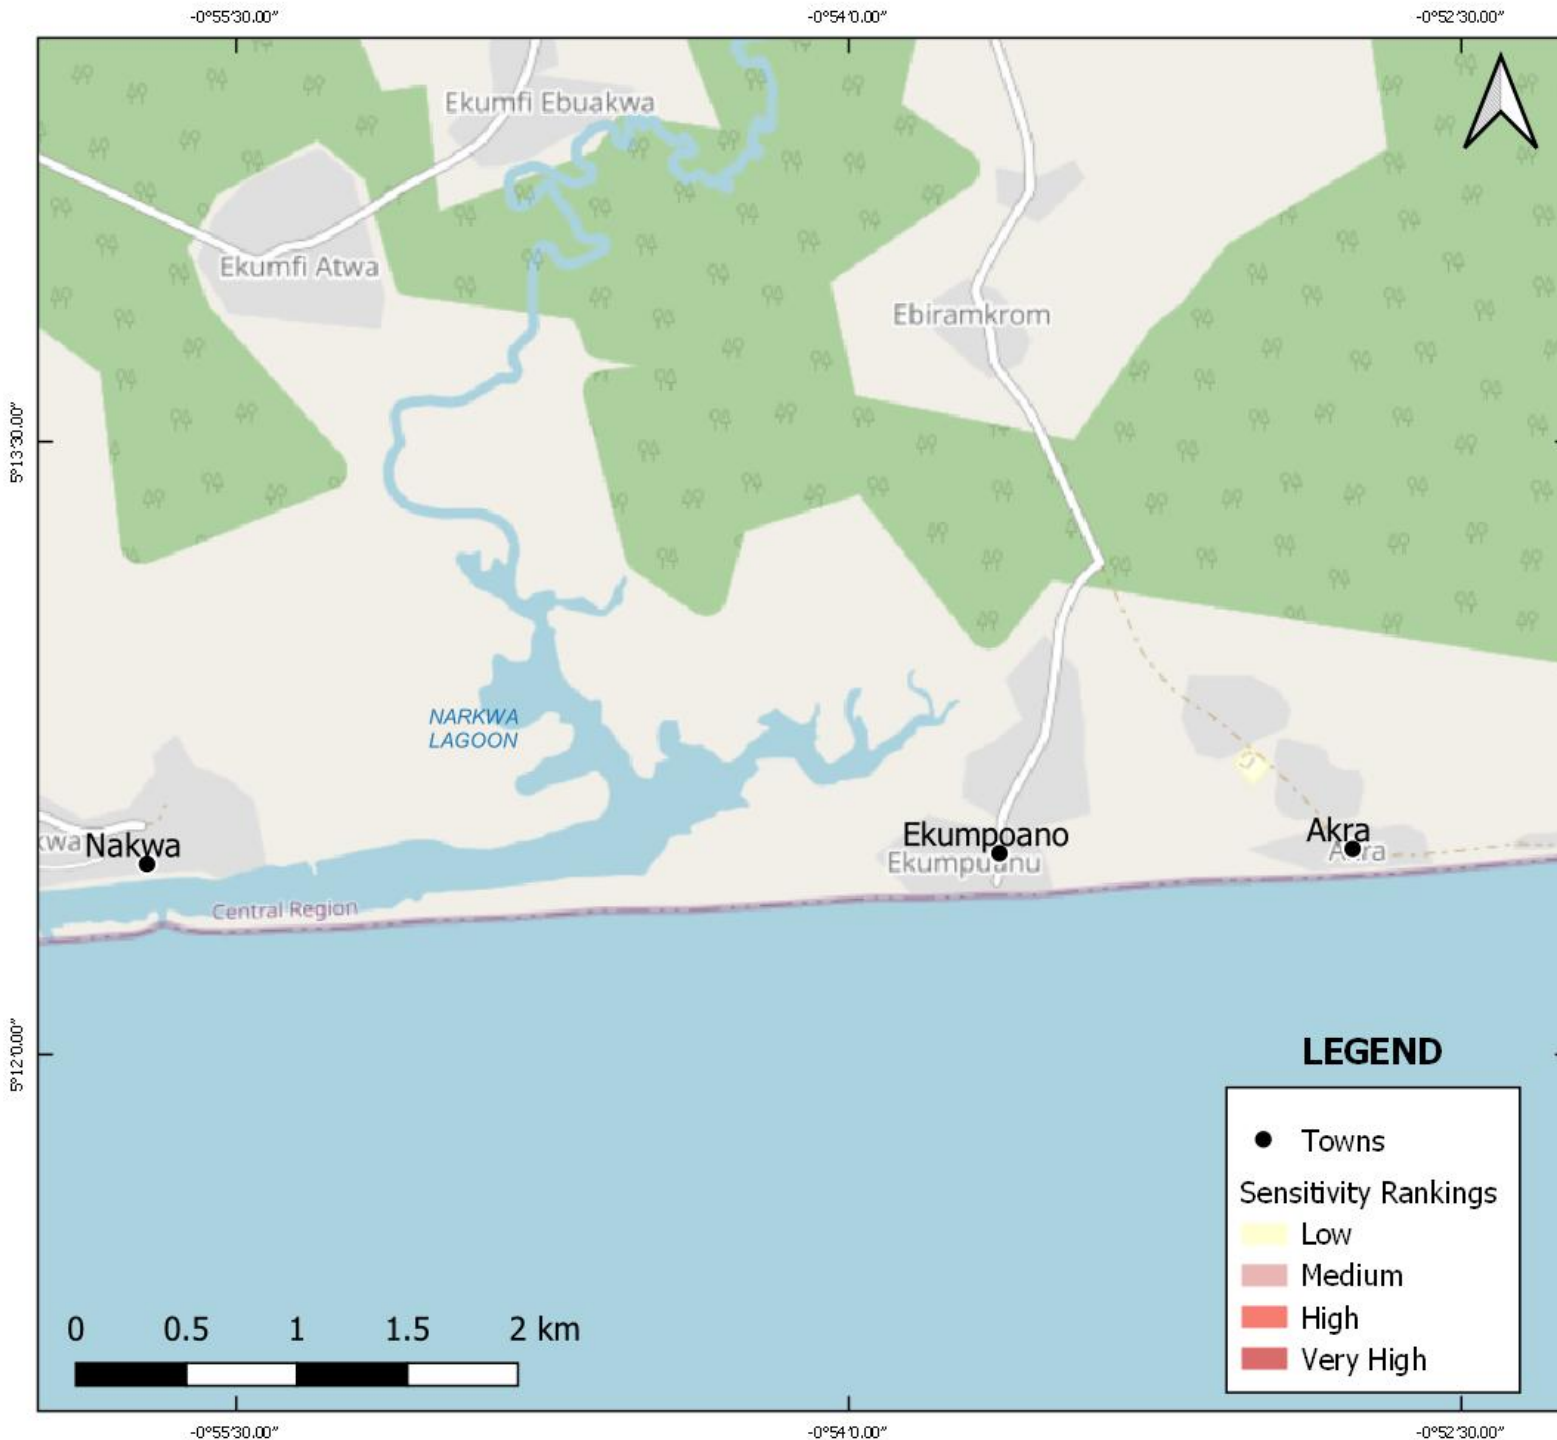 -0°55'30.00"
-0°54'0.00"
-0°52'30.00"
Ekumfi Ebuakwa
Ekumfi Atwa
Ebiramkrom
5°13'30.00"
NARKWA
LAGOON
Nakwa
Ekumpoano
Ekumpuanu
Akra
Akra
Central Region
5°12'0.00"
LEGEND
Towns
Sensitivity Rankings
Low
Medium
High
Very High
0 0.5 1 1.5 2 km
-0°55'30.00"
-0°54'0.00"
-0°52'30.00"